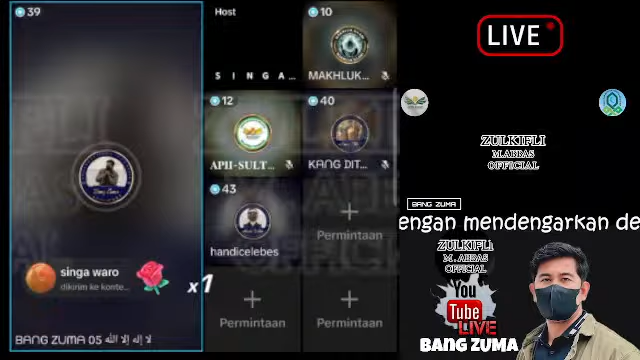 39
Host
S I N G A...
10
MAKHLUK...
12
APII-SULT...
40
KANG DIT...
43
handicelebes
Permintaan
Permintaan
Permintaan
singa waro
dikirim ke konte...
x1
BANG ZUMA 05 لا إله إلا الله
LIVE
ZULKIFLI
M.ABBAS
OFFICIAL
BANG ZUMA
engan mendengarkan de
ZULKIFLI
M. ABBAS
OFFICIAL
You
Tube
LIVE
BANG ZUMA